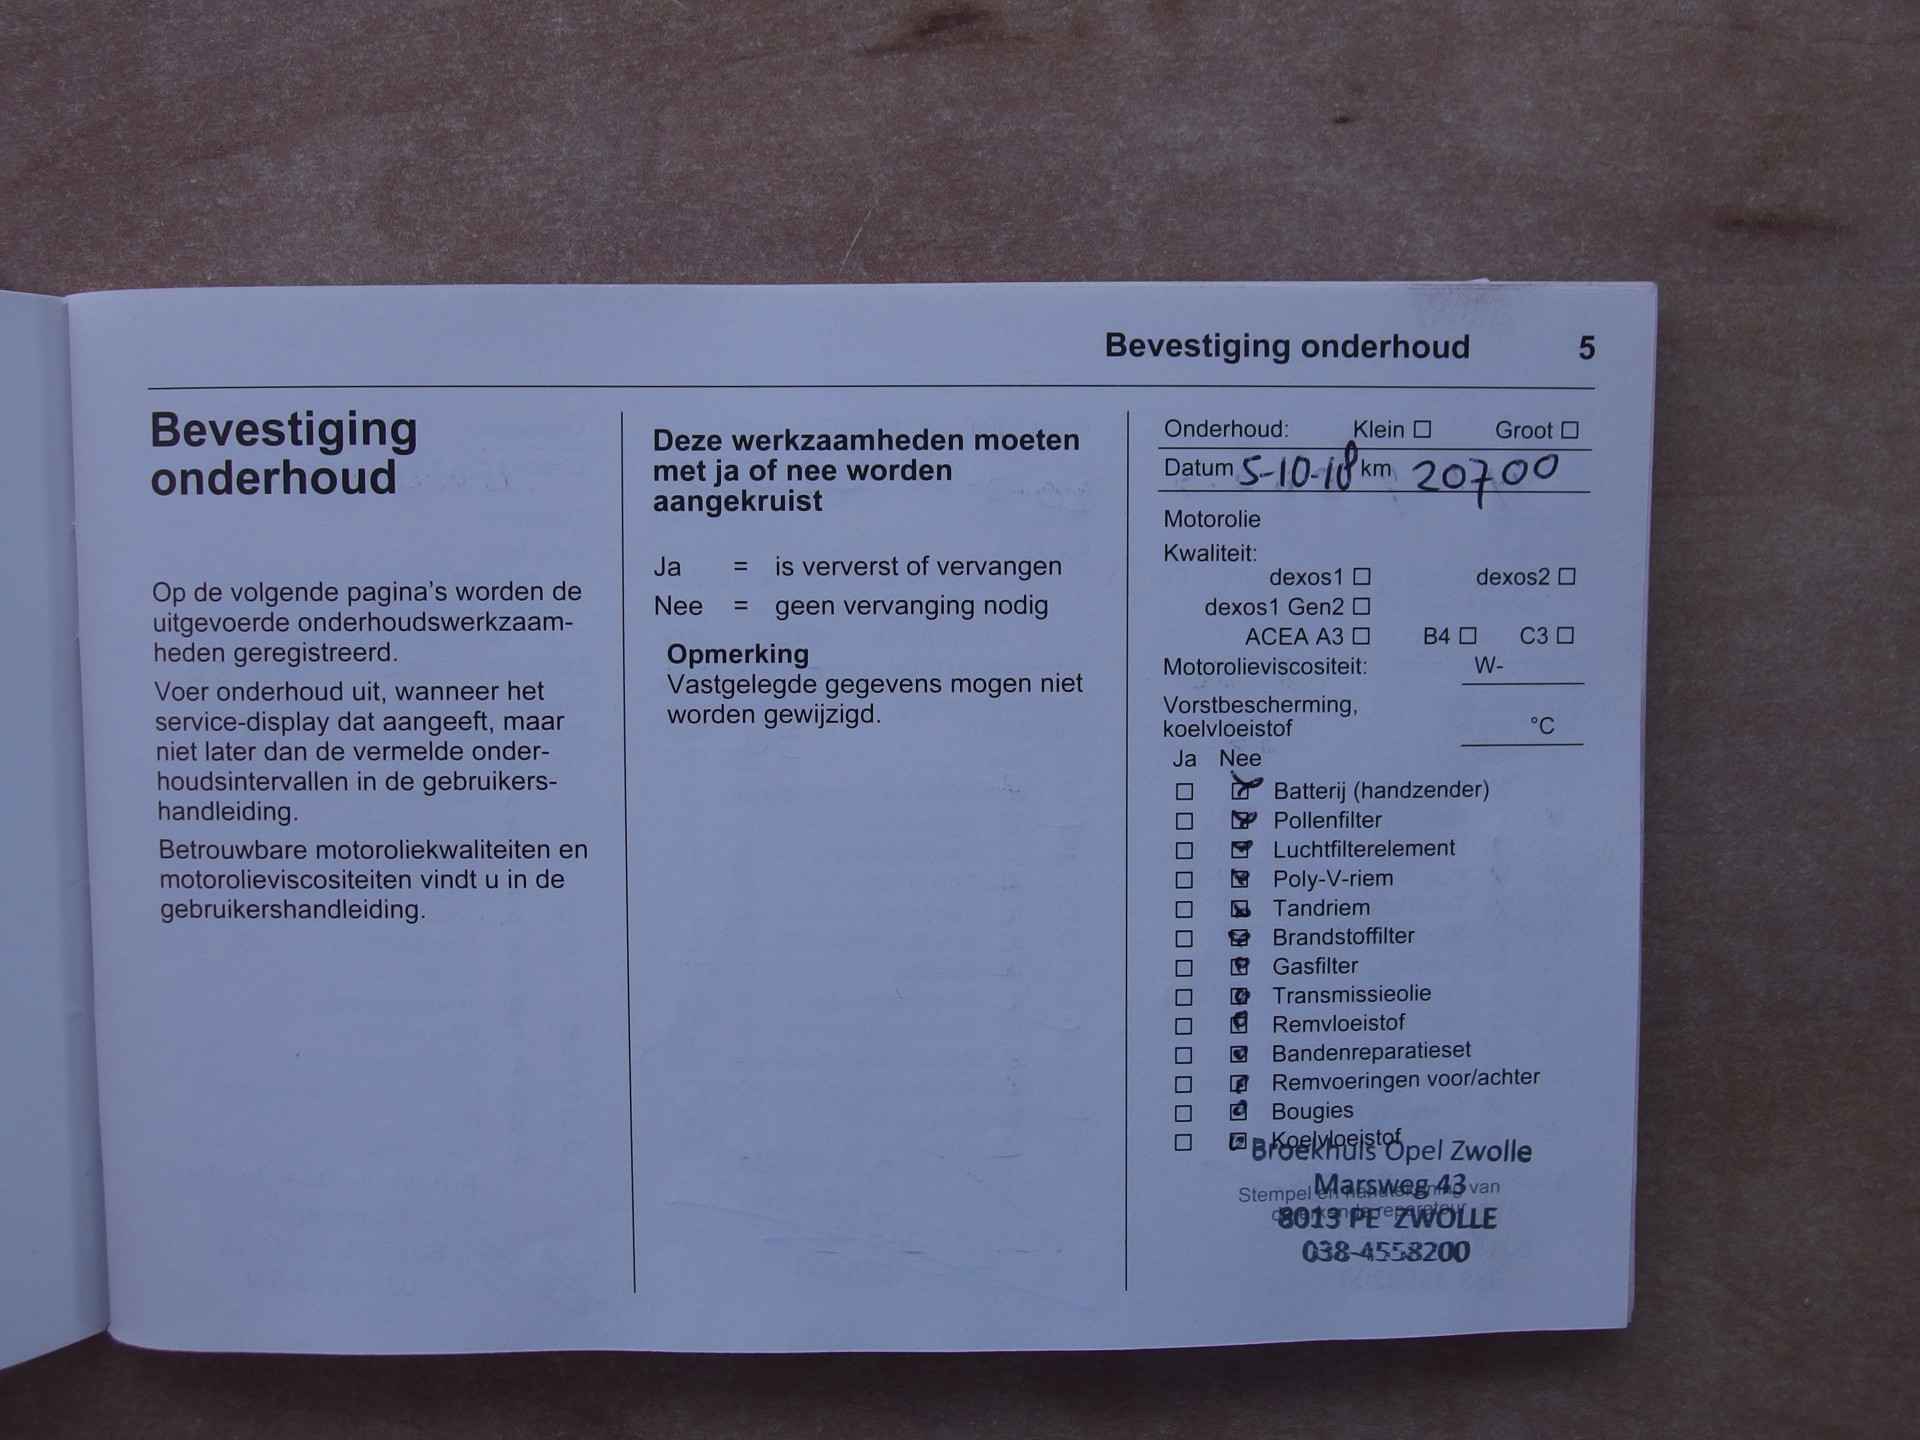 Bevestiging onderhoud 5
Bevestiging
onderhoud
Op de volgende pagina's worden de
uitgevoerde onderhoudswerkzaam-
heden geregistreerd.
Voer onderhoud uit, wanneer het
service-display dat aangeeft, maar
niet later dan de vermelde onder-
houdsintervallen in de gebruikers-
handleiding.
Betrouwbare motoroliekwaliteiten en
motorolieviscositeiten vindt u in de
gebruikershandleiding.
Deze werkzaamheden moeten
met ja of nee worden
aangekruist
Ja = is ververst of vervangen
Nee = geen vervanging nodig
Opmerking
Vastgelegde gegevens mogen niet
worden gewijzigd.
Onderhoud: Klein ☐ Groot ☐
Datum 5-10-18 km 20700
Motorolie
Kwaliteit:
dexos1 ☐ dexos2 ☐
dexos1 Gen2 ☐
ACEA A3 ☐ B4 ☐ C3 ☐
Motorolieviscositeit: W-
Vorstbescherming,
koelvloeistof °C
Ja Nee
Batterij (handzender)
Pollenfilter
Luchtfilterelement
Poly-V-riem
Tandriem
Brandstoffilter
Gasfilter
Transmissieolie
Remvloeistof
Bandenreparatieset
Remvoeringen voor/achter
Bougies
Koelvloeistof
Broekhuis Opel Zwolle
Marsweg 43
Stempel en handtekening van
8013 PE ZWOLLE
038-4558200